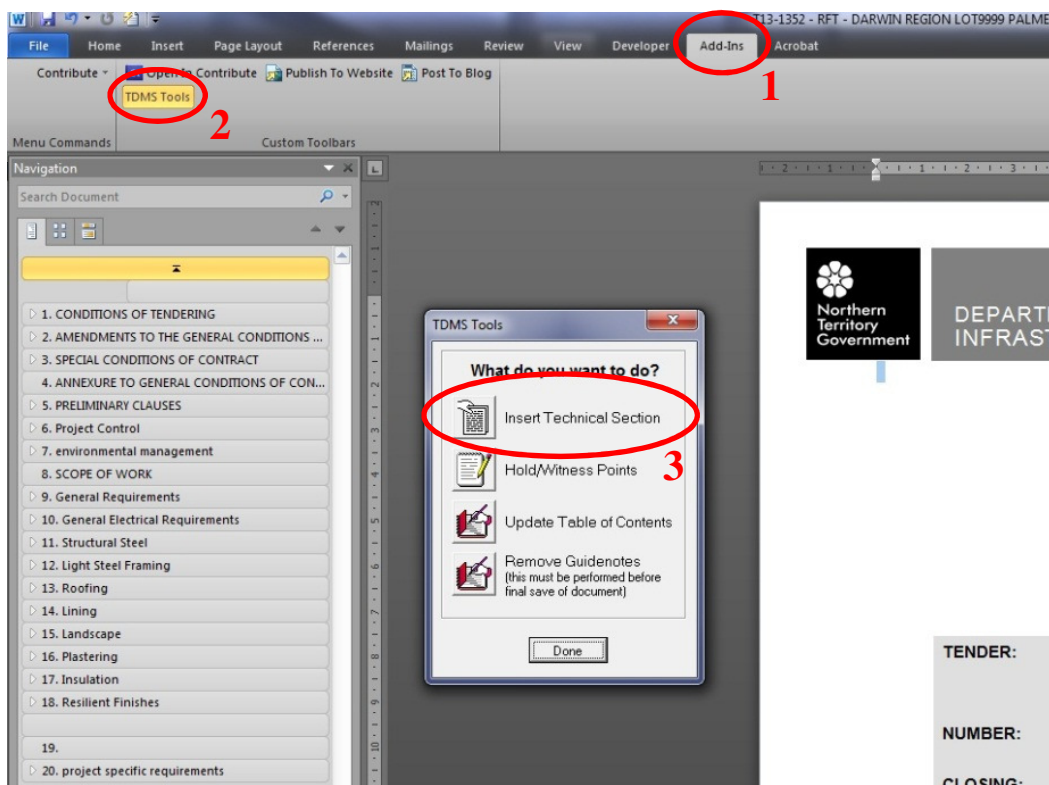 T13-1352 - RFT - DARWIN REGION LOT9999 PALME
File Home Insert Page Layout References Mailings Review View Developer Add-Ins Acrobat
1
Contribute Open In Contribute Publish To Website Post To Blog
TDMS Tools
2
Menu Commands Custom Toolbars
Navigation
Search Document
1. CONDITIONS OF TENDERING
2. AMENDMENTS TO THE GENERAL CONDITIONS ...
3. SPECIAL CONDITIONS OF CONTRACT
4. ANNEXURE TO GENERAL CONDITIONS OF CON...
5. PRELIMINARY CLAUSES
6. Project Control
7. environmental management
8. SCOPE OF WORK
9. General Requirements
10. General Electrical Requirements
11. Structural Steel
12. Light Steel Framing
13. Roofing
14. Lining
15. Landscape
16. Plastering
17. Insulation
18. Resilient Finishes
19.
20. project specific requirements
TDMS Tools
What do you want to do?
Insert Technical Section
3
Hold/Witness Points
Update Table of Contents
Remove Guidenotes
(this must be performed before
final save of document)
Done
Northern
Territory
Government
DEPARTI
INFRAST
TENDER:
NUMBER:
CLOSING: